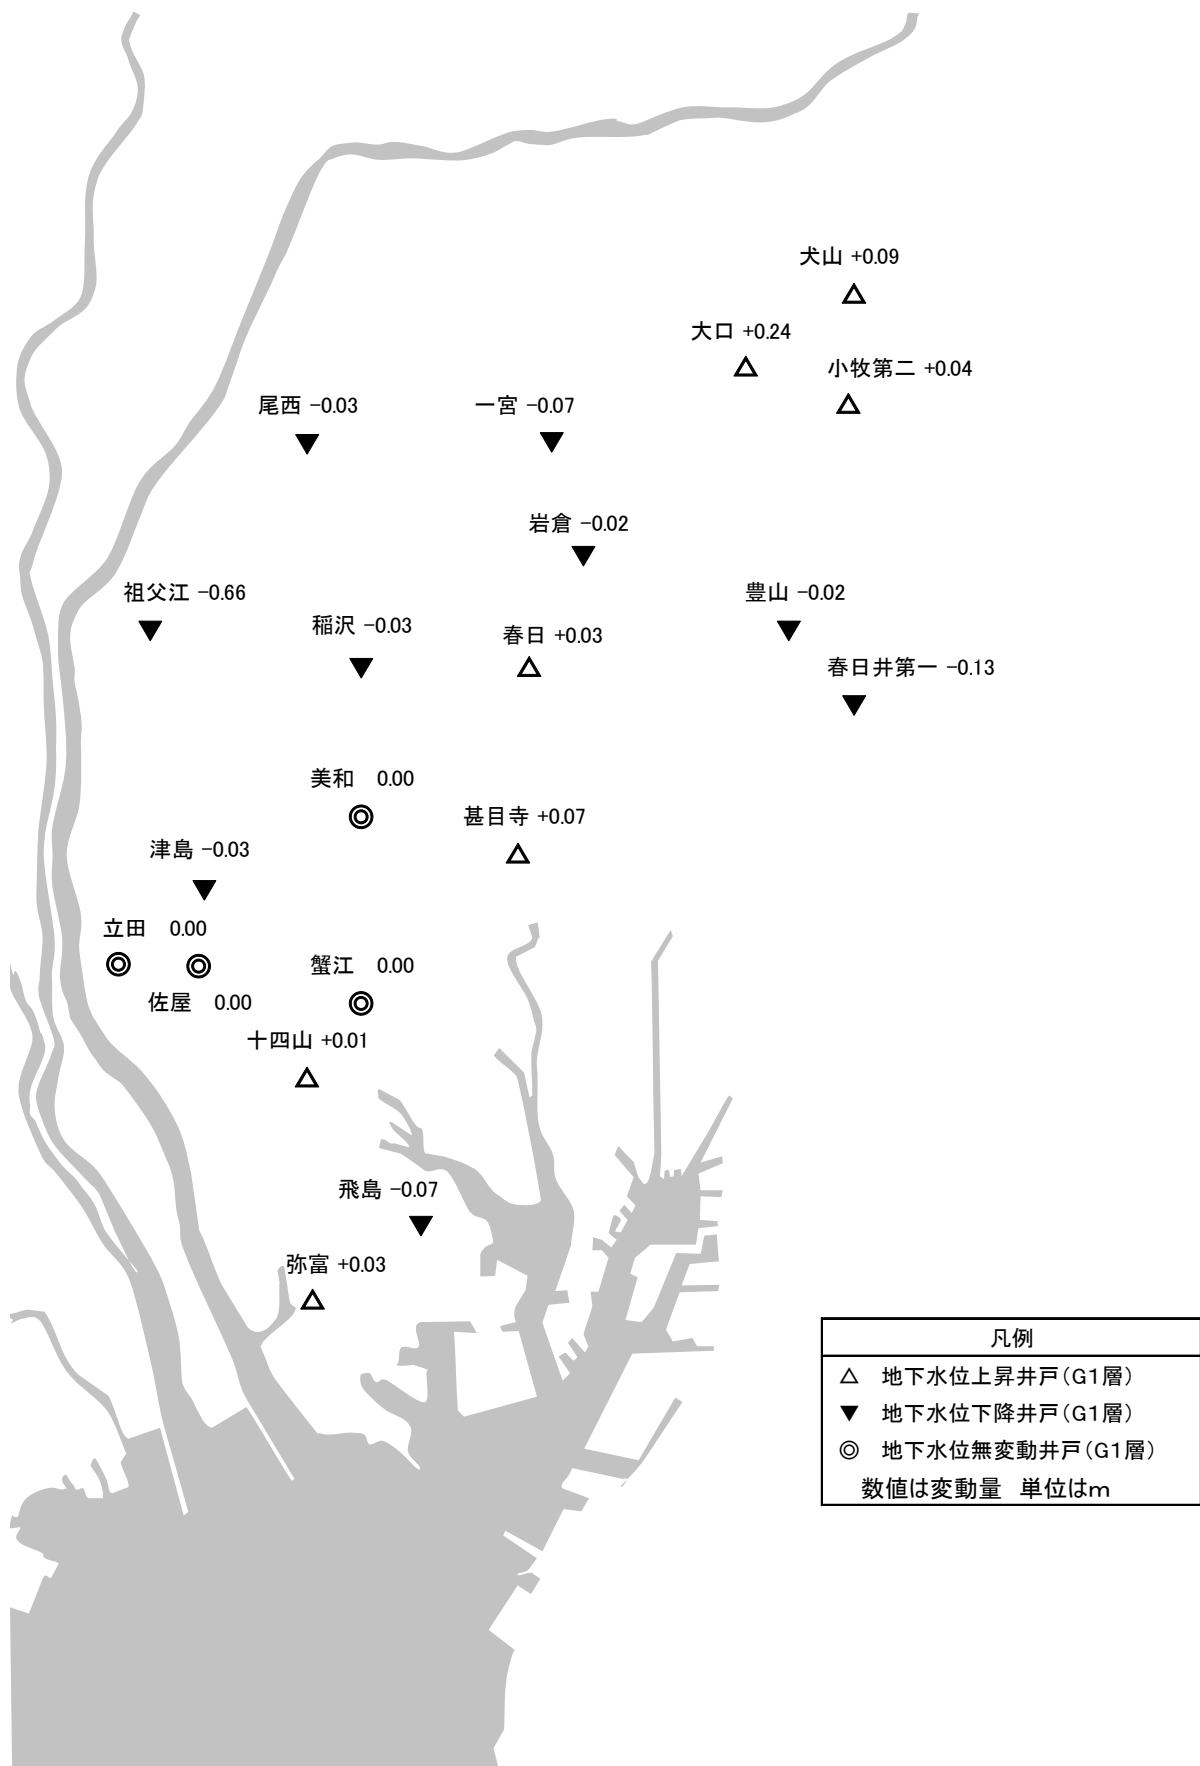 犬山 +0.09
大口 +0.24
小牧第二 +0.04
尾西 -0.03
一宮 -0.07
岩倉 -0.02
祖父江 -0.66
豊山 -0.02
稲沢 -0.03
春日 +0.03
春日井第一 -0.13
美和 0.00
甚目寺 +0.07
津島 -0.03
立田 0.00
蟹江 0.00
佐屋 0.00
十四山 +0.01
飛島 -0.07
弥富 +0.03
凡例
△ 地下水位上昇井戸(G1層)
▼ 地下水位下降井戸(G1層)
◎ 地下水位無変動井戸(G1層)
数値は変動量 単位はm